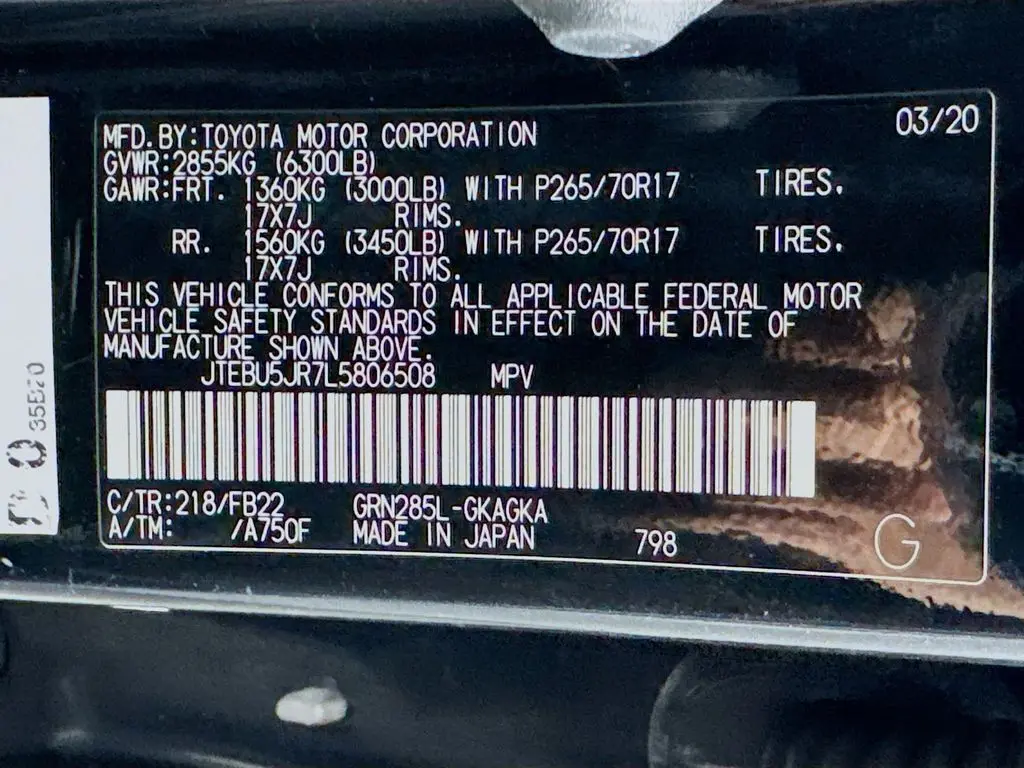 03/20
MFD.BY:TOYOTA MOTOR CORPORATION
GVWR:2855KG (6300LB)
GAWR:FRT. 1360KG (3000LB) WITH P265/70R17 TIRES.
17X7J RIMS.
RR. 1560KG (3450LB) WITH P265/70R17 TIRES.
17X7J RIMS.
THIS VEHICLE CONFORMS TO ALL APPLICABLE FEDERAL MOTOR
VEHICLE SAFETY STANDARDS IN EFFECT ON THE DATE OF
MANUFACTURE SHOWN ABOVE.
JTEBU5JR7L5806508 MPV
C/TR:218/FB22 GRN285L-GKAGKA
A/TM: /A750F MADE IN JAPAN 798
G